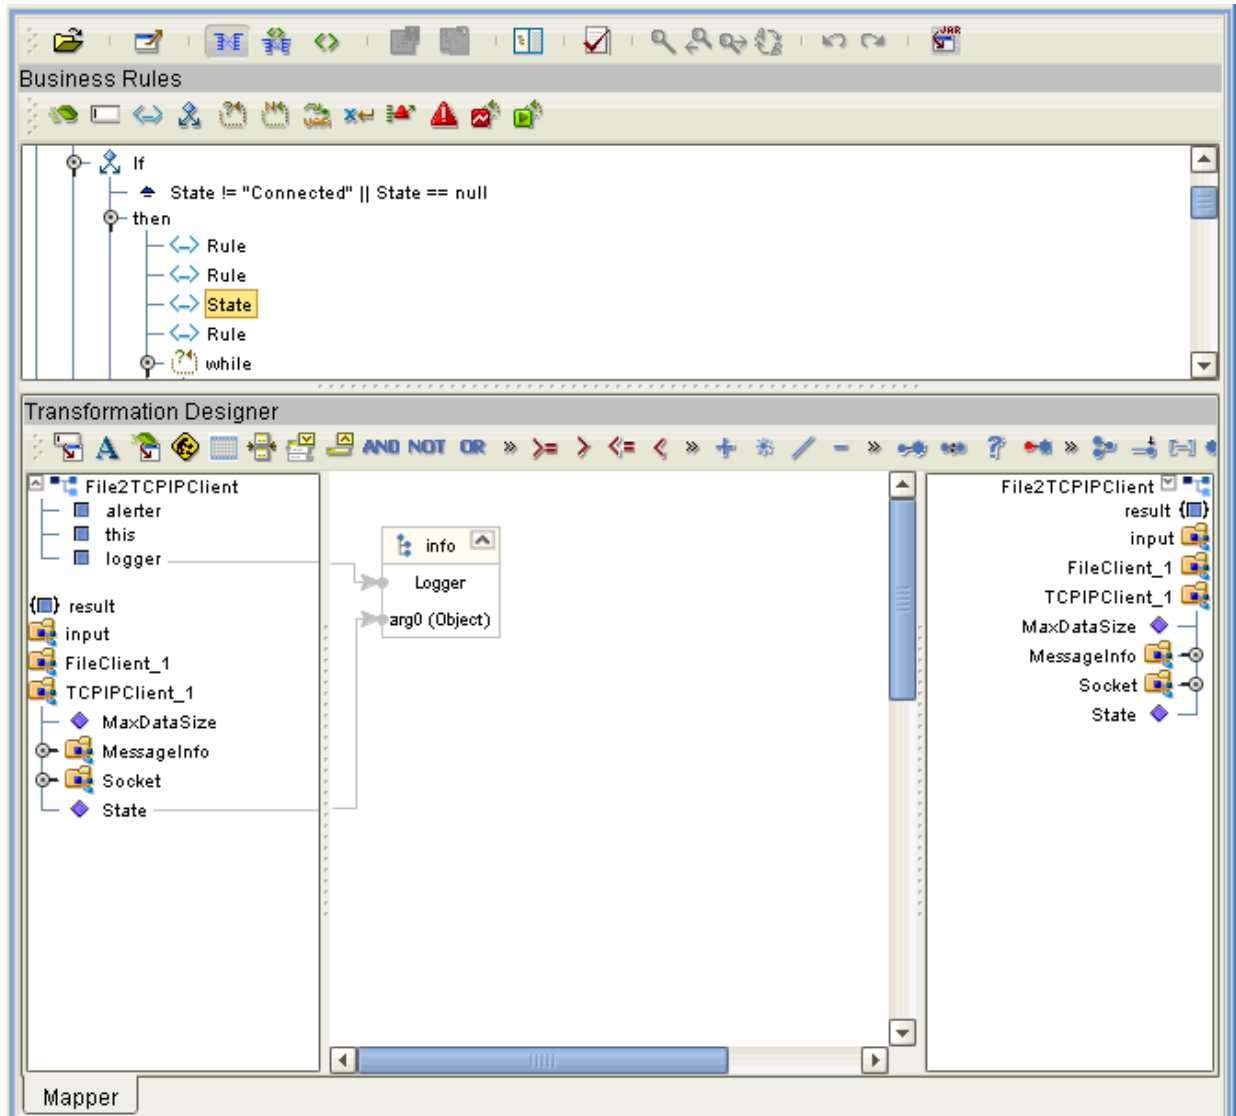 JAR
Business Rules
If
State != "Connected" || State == null
then
Rule
Rule
State
Rule
while
Transformation Designer
A AND NOT OR » >= > <= < » + * / - » ? » »
File2TCPIPClient
alerter
this
logger
result
input
FileClient_1
TCPIPClient_1
MaxDataSize
MessageInfo
Socket
State
info
Logger
arg0 (Object)
File2TCPIPClient
result
input
FileClient_1
TCPIPClient_1
MaxDataSize
MessageInfo
Socket
State
Mapper